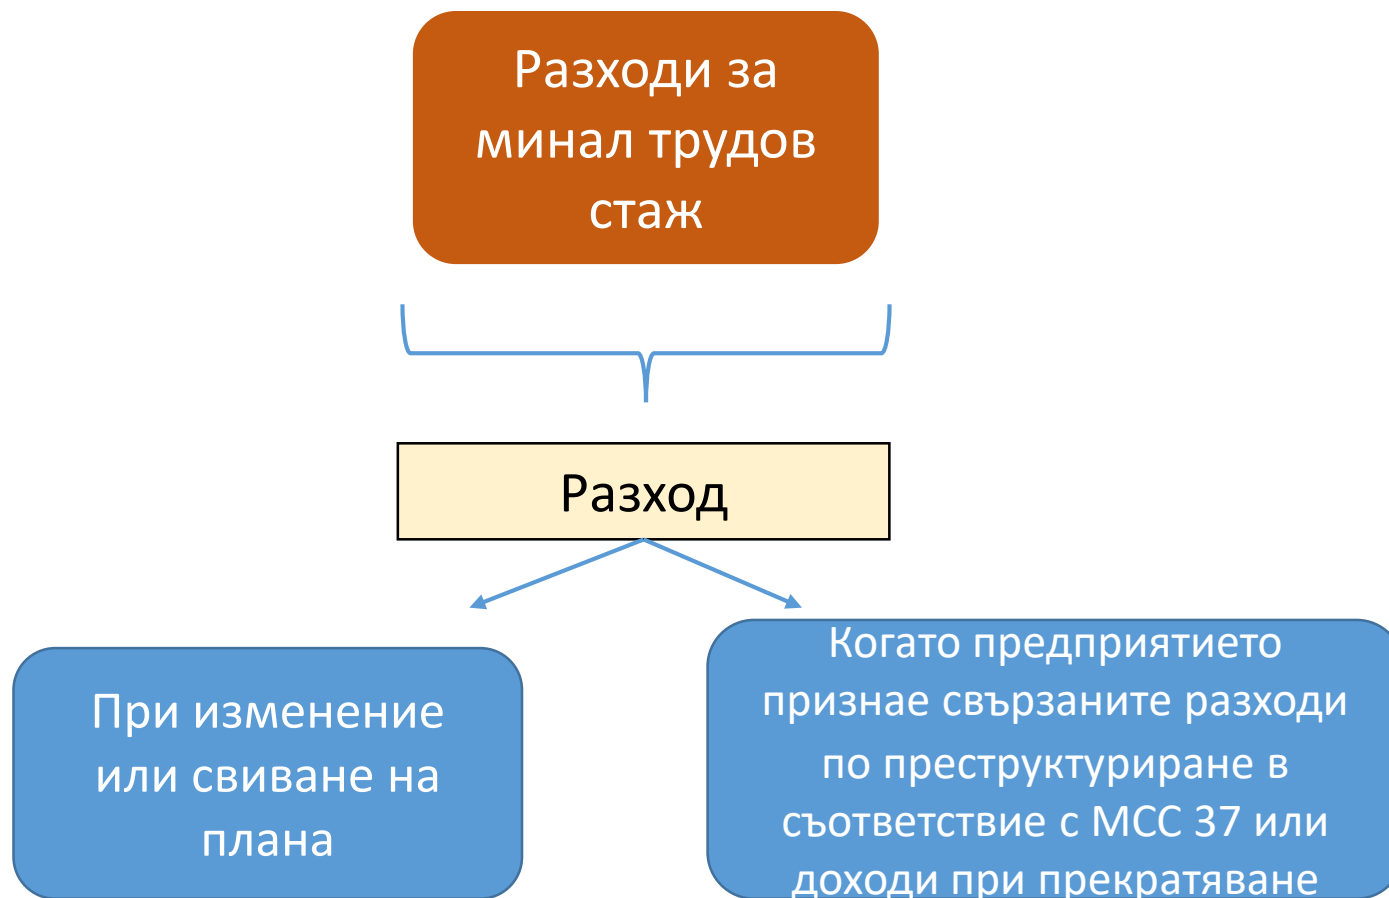 Разходи за
минал трудов
стаж
Разход
При изменение
или свиване на
плана
Когато предприятието
признае свързаните разходи
по преструктуриране в
съответствие с МСС 37 или
доходи при прекратяване